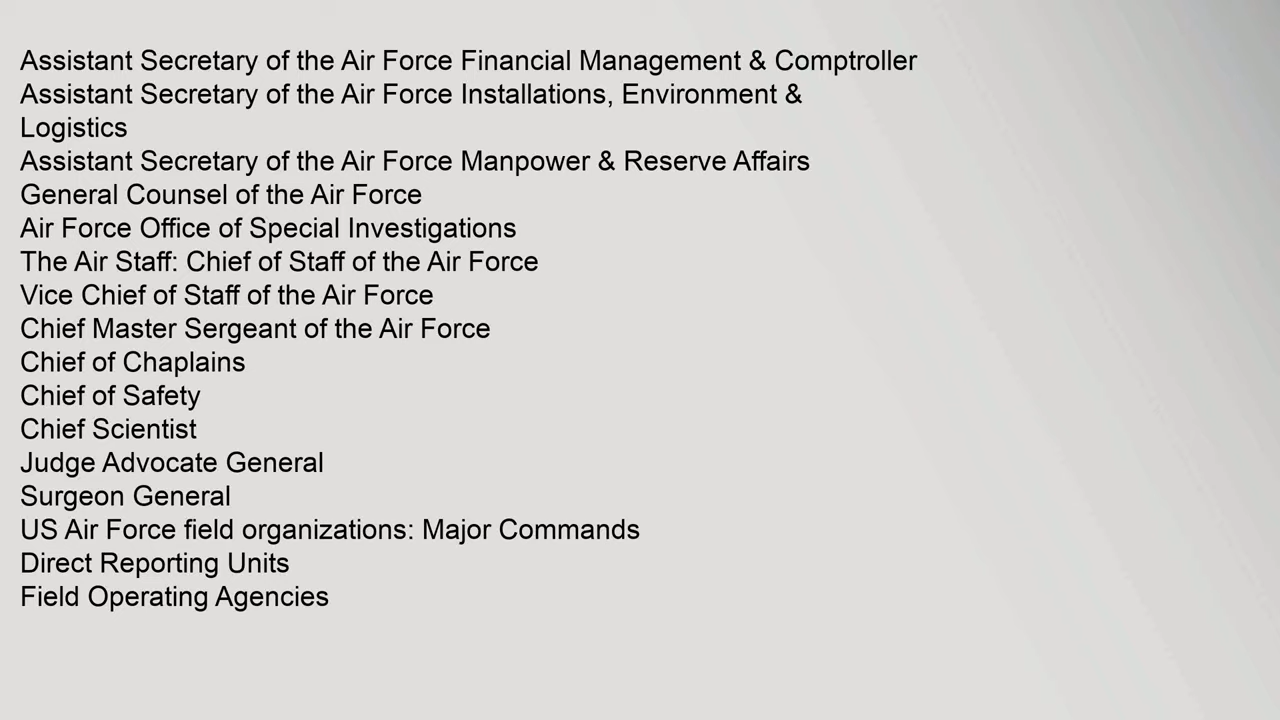 Assistant Secretary of the Air Force Financial Management & Comptroller
Assistant Secretary of the Air Force Installations, Environment &
Logistics
Assistant Secretary of the Air Force Manpower & Reserve Affairs
General Counsel of the Air Force
Air Force Office of Special Investigations
The Air Staff: Chief of Staff of the Air Force
Vice Chief of Staff of the Air Force
Chief Master Sergeant of the Air Force
Chief of Chaplains
Chief of Safety
Chief Scientist
Judge Advocate General
Surgeon General
US Air Force field organizations: Major Commands
Direct Reporting Units
Field Operating Agencies